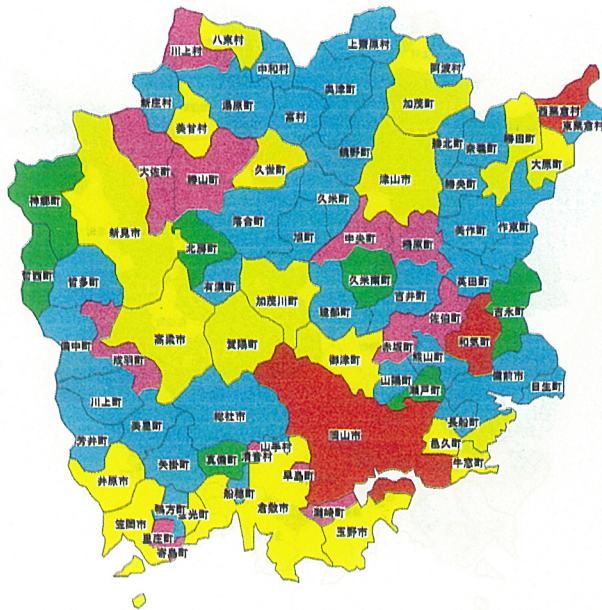 八束村
川上村
上齋原村
中和村
阿波村
奥津町
新庄村
湯原町
加茂町
西粟倉村
富村
東粟倉村
美甘村
勝田町
勝北町
奈義町
鏡野町
大原町
久世町
大佐町
勝山町
津山市
勝央町
神郷町
久米町
落合町
作東町
新見市
旭町
中央町
柵原町
美作町
北房町
哲西町
哲多町
有漢町
久米南町
英田町
加茂川町
吉井町
建部町
佐伯町
吉永町
備中町
高梁町
賀陽町
赤坂町
和気町
成羽町
御津町
熊山町
備前市
山陽町
瀬戸町
日生町
川上町
総社市
長船町
美星町
岡山市
芳井町
邑久町
山手村
清音村
真備町
矢掛町
牛窓町
早島町
井原市
船穂町
倉敷市
鴨方町
金光町
灘崎町
笠岡市
玉野市
里庄町
寄島町